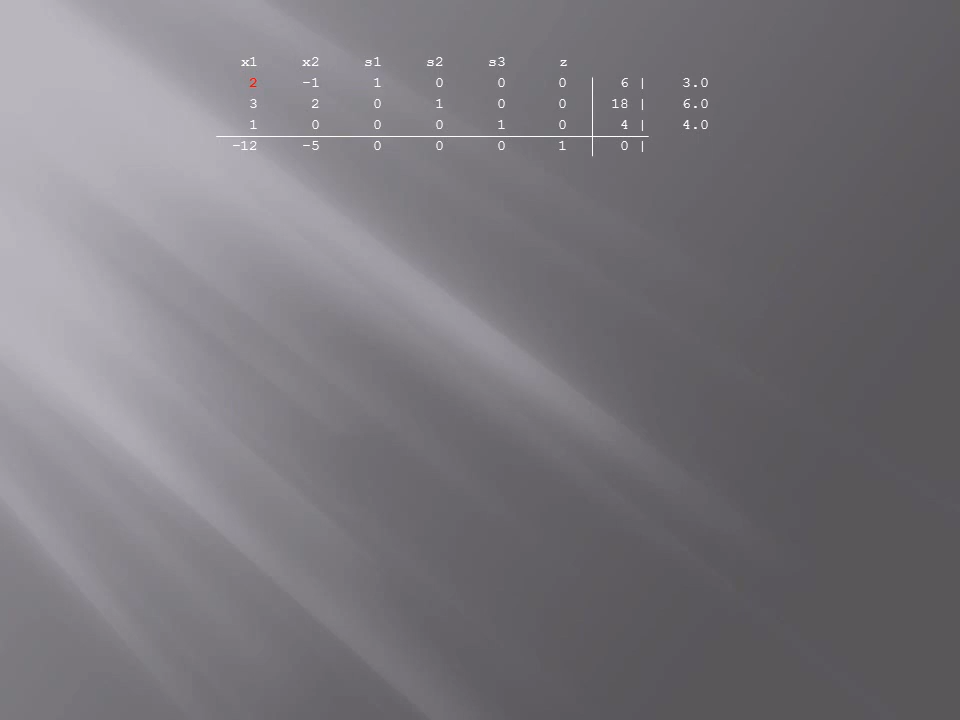 x1 x2 s1 s2 s3 z
2 -1 1 0 0 0 6 | 3.0
3 2 0 1 0 0 18 | 6.0
1 0 0 0 1 0 4 | 4.0
-12 -5 0 0 0 1 0 |